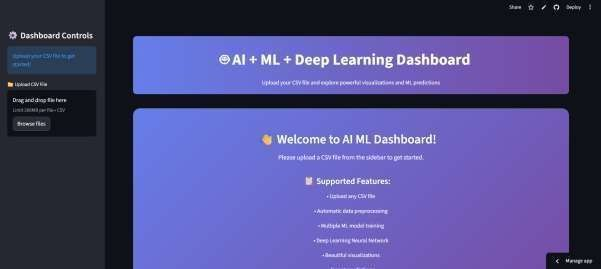 Share
Deploy
Dashboard Controls
Upload your CSV file to get
started!
Upload CSV File
Drag and drop file here
Limit 200MB per file • CSV
Browse files
AI + ML + Deep Learning Dashboard
Upload your CSV file and explore powerful visualizations and ML predictions
Welcome to AI ML Dashboard!
Please upload a CSV file from the sidebar to get started.
Supported Features:
• Upload any CSV file
• Automatic data preprocessing
• Multiple ML model training
• Deep Learning Neural Network
• Beautiful visualizations
Manage app